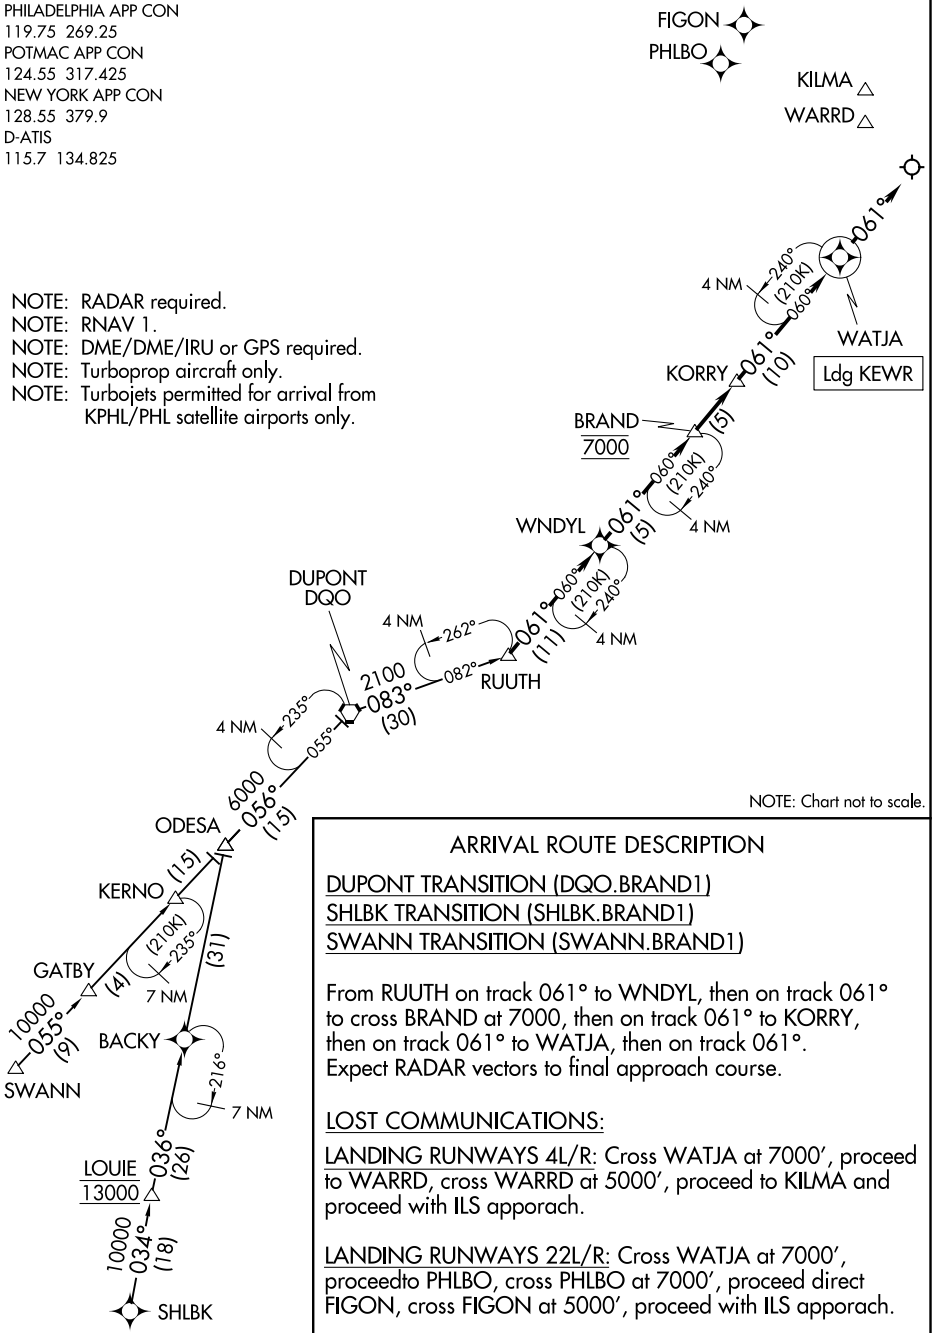 PHILADELPHIA APP CON
119.75 269.25
POTMAC APP CON
124.55 317.425
NEW YORK APP CON
128.55 379.9
D-ATIS
115.7 134.825
FIGON
PHLBO
KILMA
WARRD
NOTE: RADAR required.
NOTE: RNAV 1.
NOTE: DME/DME/IRU or GPS required.
NOTE: Turboprop aircraft only.
NOTE: Turbojets permitted for arrival from
KPHL/PHL satellite airports only.
061°
240°
(210K)
060°
4 NM
WATJA
Ldg KEWR
KORRY
061°
(10)
BRAND
7000
(5)
060°
(210K)
240°
4 NM
WNDYL
061°
(5)
060°
(210K)
240°
4 NM
DUPONT
DQO
4 NM
262°
061°
(11)
082°
RUUTH
2100
083°
(30)
4 NM
235°
055°
6000
056°
(15)
NOTE: Chart not to scale.
ODESA
(15)
KERNO
(210K)
235°
7 NM
(31)
GATBY
(4)
10000
055°
(9)
SWANN
BACKY
216°
7 NM
LOUIE
13000
036°
(26)
10000
034°
(18)
SHLBK
ARRIVAL ROUTE DESCRIPTION
DUPONT TRANSITION (DQO.BRAND1)
SHLBK TRANSITION (SHLBK.BRAND1)
SWANN TRANSITION (SWANN.BRAND1)
From RUUTH on track 061° to WNDYL, then on track 061°
to cross BRAND at 7000, then on track 061° to KORRY,
then on track 061° to WATJA, then on track 061°.
Expect RADAR vectors to final approach course.
LOST COMMUNICATIONS:
LANDING RUNWAYS 4L/R: Cross WATJA at 7000', proceed
to WARRD, cross WARRD at 5000', proceed to KILMA and
proceed with ILS apporach.
LANDING RUNWAYS 22L/R: Cross WATJA at 7000',
proceedto PHLBO, cross PHLBO at 7000', proceed direct
FIGON, cross FIGON at 5000', proceed with ILS apporach.